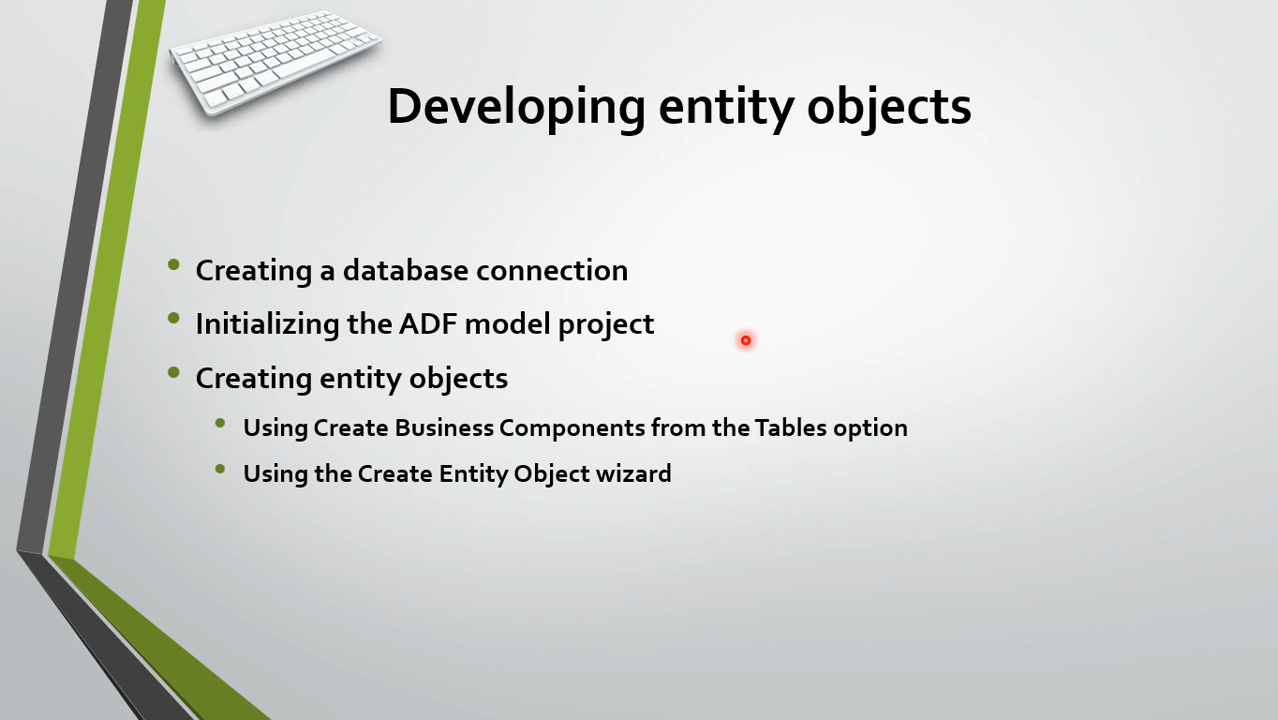 Developing entity objects
Creating a database connection
Initializing the ADF model project
Creating entity objects
Using Create Business Components from the Tables option
Using the Create Entity Object wizard